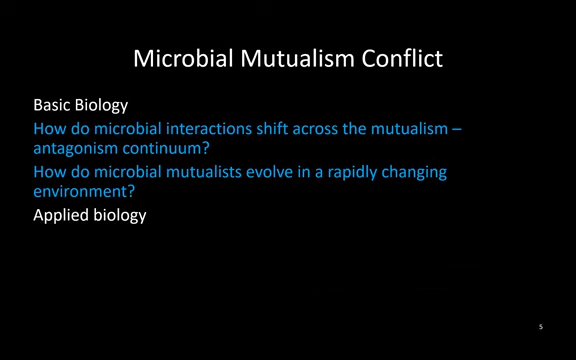 Microbial Mutualism Conflict
Basic Biology
How do microbial interactions shift across the mutualism –
antagonism continuum?
How do microbial mutualists evolve in a rapidly changing
environment?
Applied biology
5